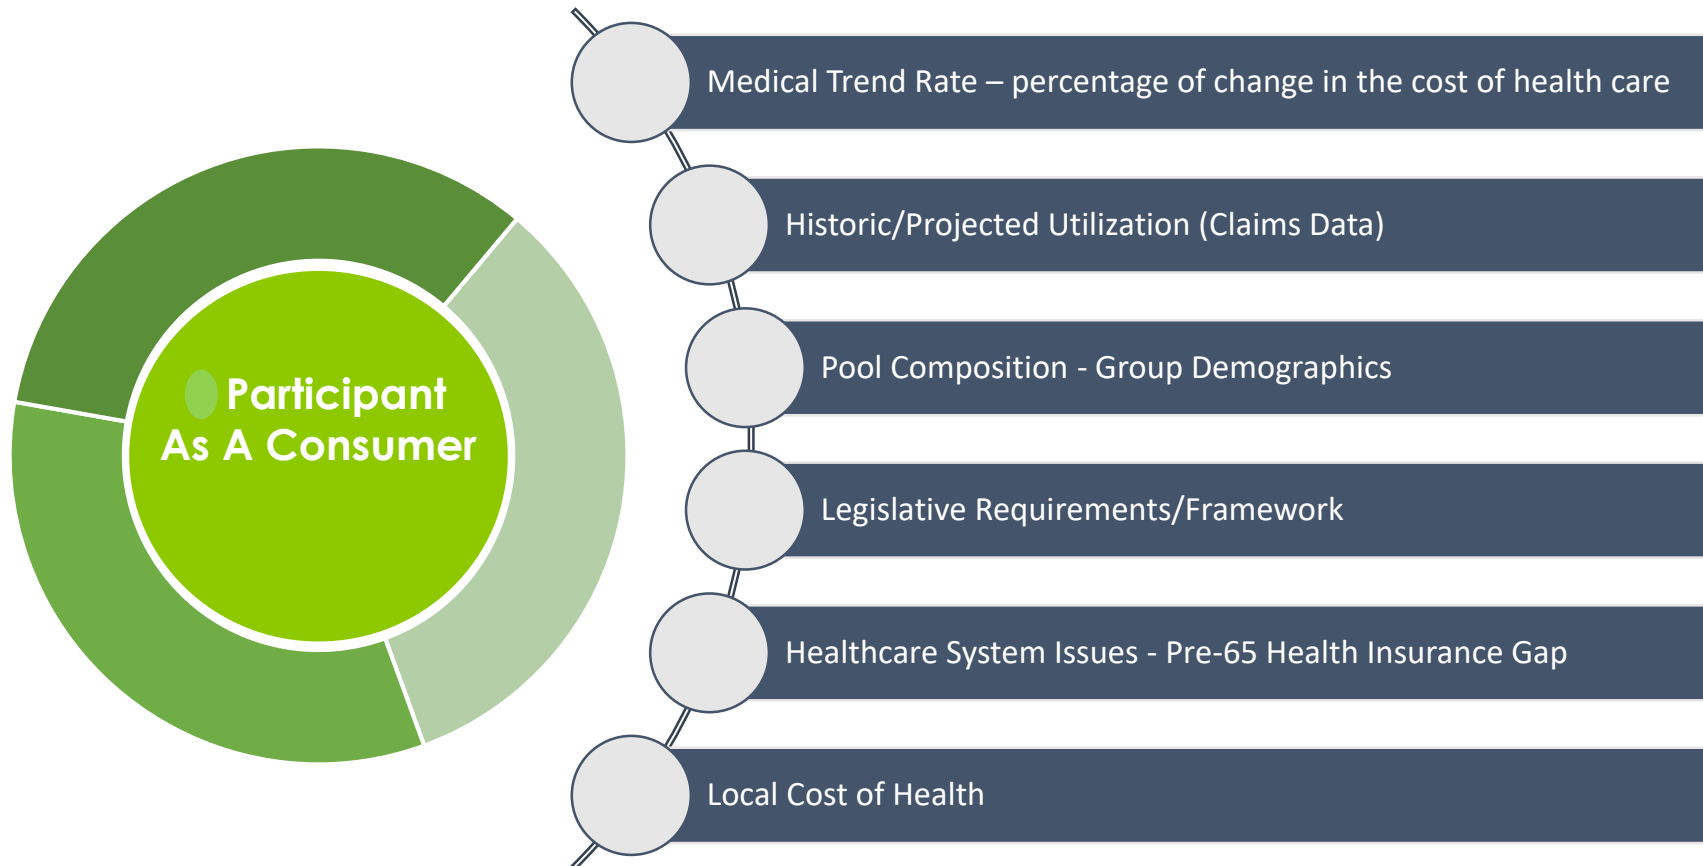 Participant
As A Consumer
Medical Trend Rate – percentage of change in the cost of health care
Historic/Projected Utilization (Claims Data)
Pool Composition - Group Demographics
Legislative Requirements/Framework
Healthcare System Issues - Pre-65 Health Insurance Gap
Local Cost of Health